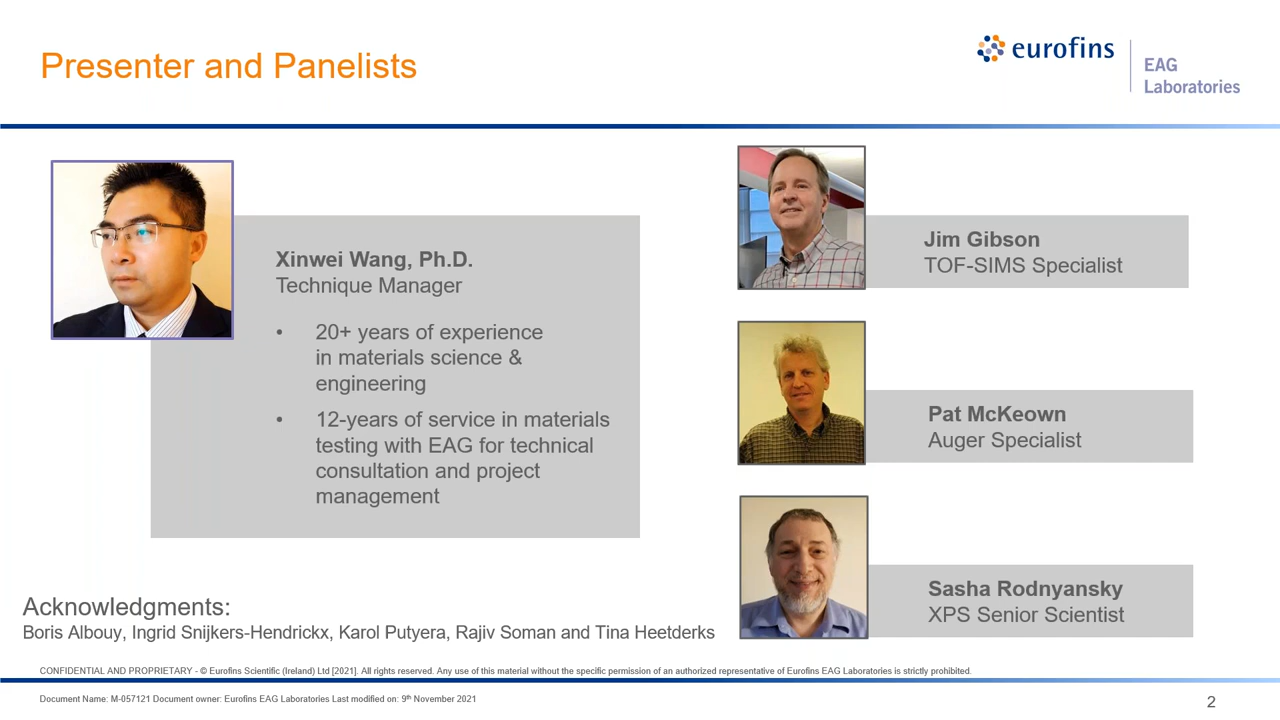 Presenter and Panelists
eurofins
EAG
Laboratories
Xinwei Wang, Ph.D.
Technique Manager
• 20+ years of experience
in materials science &
engineering
• 12-years of service in materials
testing with EAG for technical
consultation and project
management
Jim Gibson
TOF-SIMS Specialist
Pat McKeown
Auger Specialist
Sasha Rodnyansky
XPS Senior Scientist
Acknowledgments:
Boris Albouy, Ingrid Snijkers-Hendrickx, Karol Putyera, Rajiv Soman and Tina Heetderks
CONFIDENTIAL AND PROPRIETARY - © Eurofins Scientific (Ireland) Ltd [2021]. All rights reserved. Any use of this material without the specific permission of an authorized representative of Eurofins EAG Laboratories is strictly prohibited.
Document Name: M-057121 Document owner: Eurofins EAG Laboratories Last modified on: 9th November 2021
2